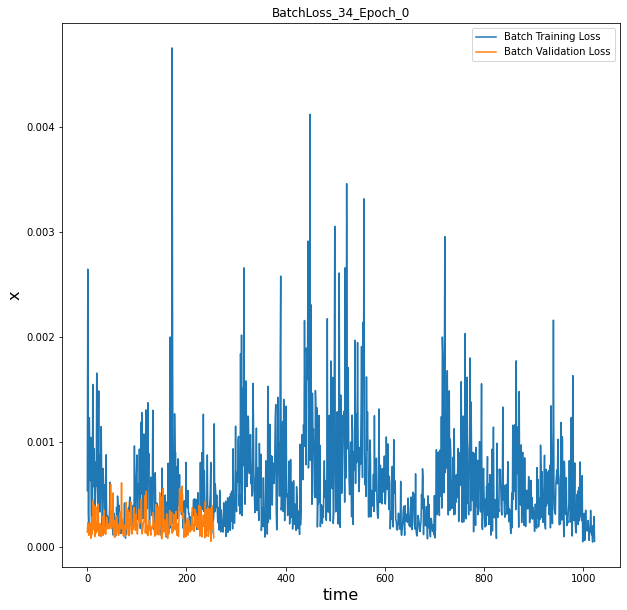 BatchLoss_34_Epoch_0
Batch Training Loss
Batch Validation Loss
0.004
0.003
0.002
0.001
0.000
x
0 200 400 600 800 1000
time